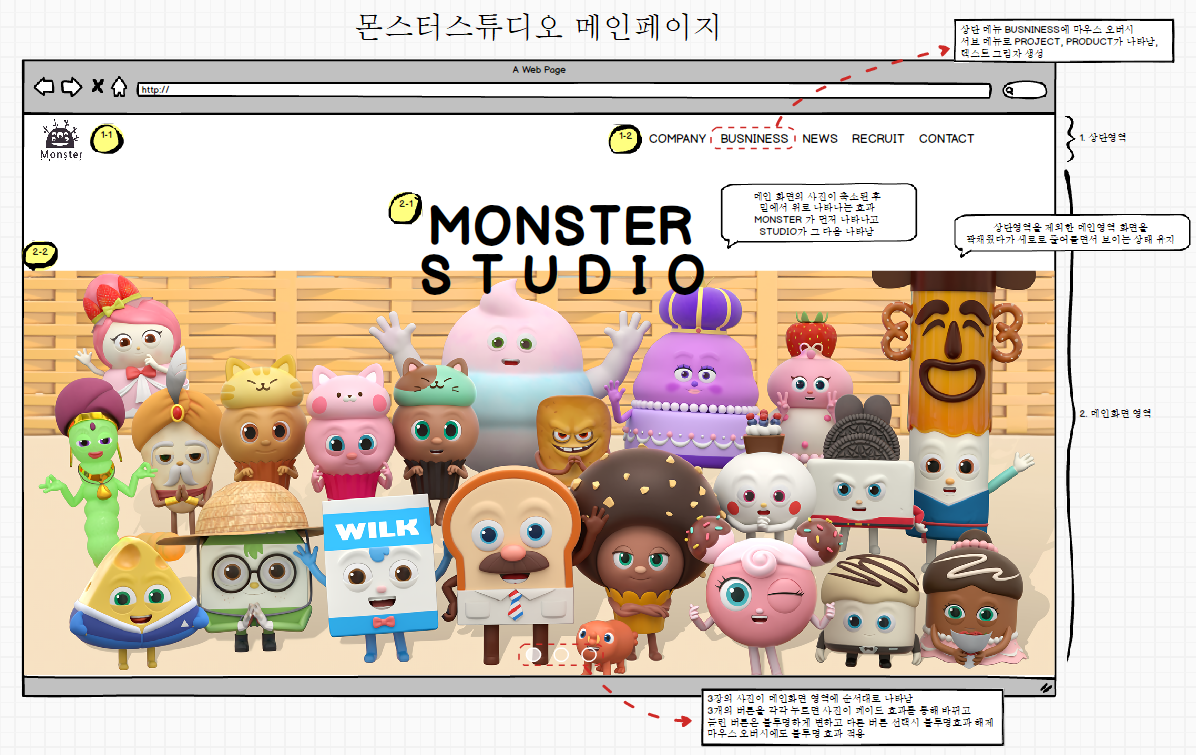 몬스터스튜디오 메인페이지
상단 메뉴 BUSNINESS에 마우스 오버시
서브 메뉴로 PROJECT, PRODUCT가 나타남,
텍스트 그림자 생성
A Web Page
http://
Monster
1-1
1-2
COMPANY BUSNINESS NEWS RECRUIT CONTACT
1. 상단영역
2-1
MONSTER
STUDIO
메인 화면의 사진이 축소된 후
밑에서 위로 나타나는 효과
MONSTER 가 먼저 나타나고
STUDIO가 그 다음 나타남
상단영역을 제외한 메인영역 화면을
꽉채웠다가 세로로 줄어들면서 보이는 상태 유지
2-2
2. 메인화면 영역
WILK
3장의 사진이 메인화면 영역에 순서대로 나타남
3개의 버튼을 각각 누르면 사진이 페이드 효과를 통해 바뀌고
눌린 버튼은 불투명하게 변하고 다른 버튼 선택시 불투명효과 해제
마우스 오버시에도 불투명 효과 적용